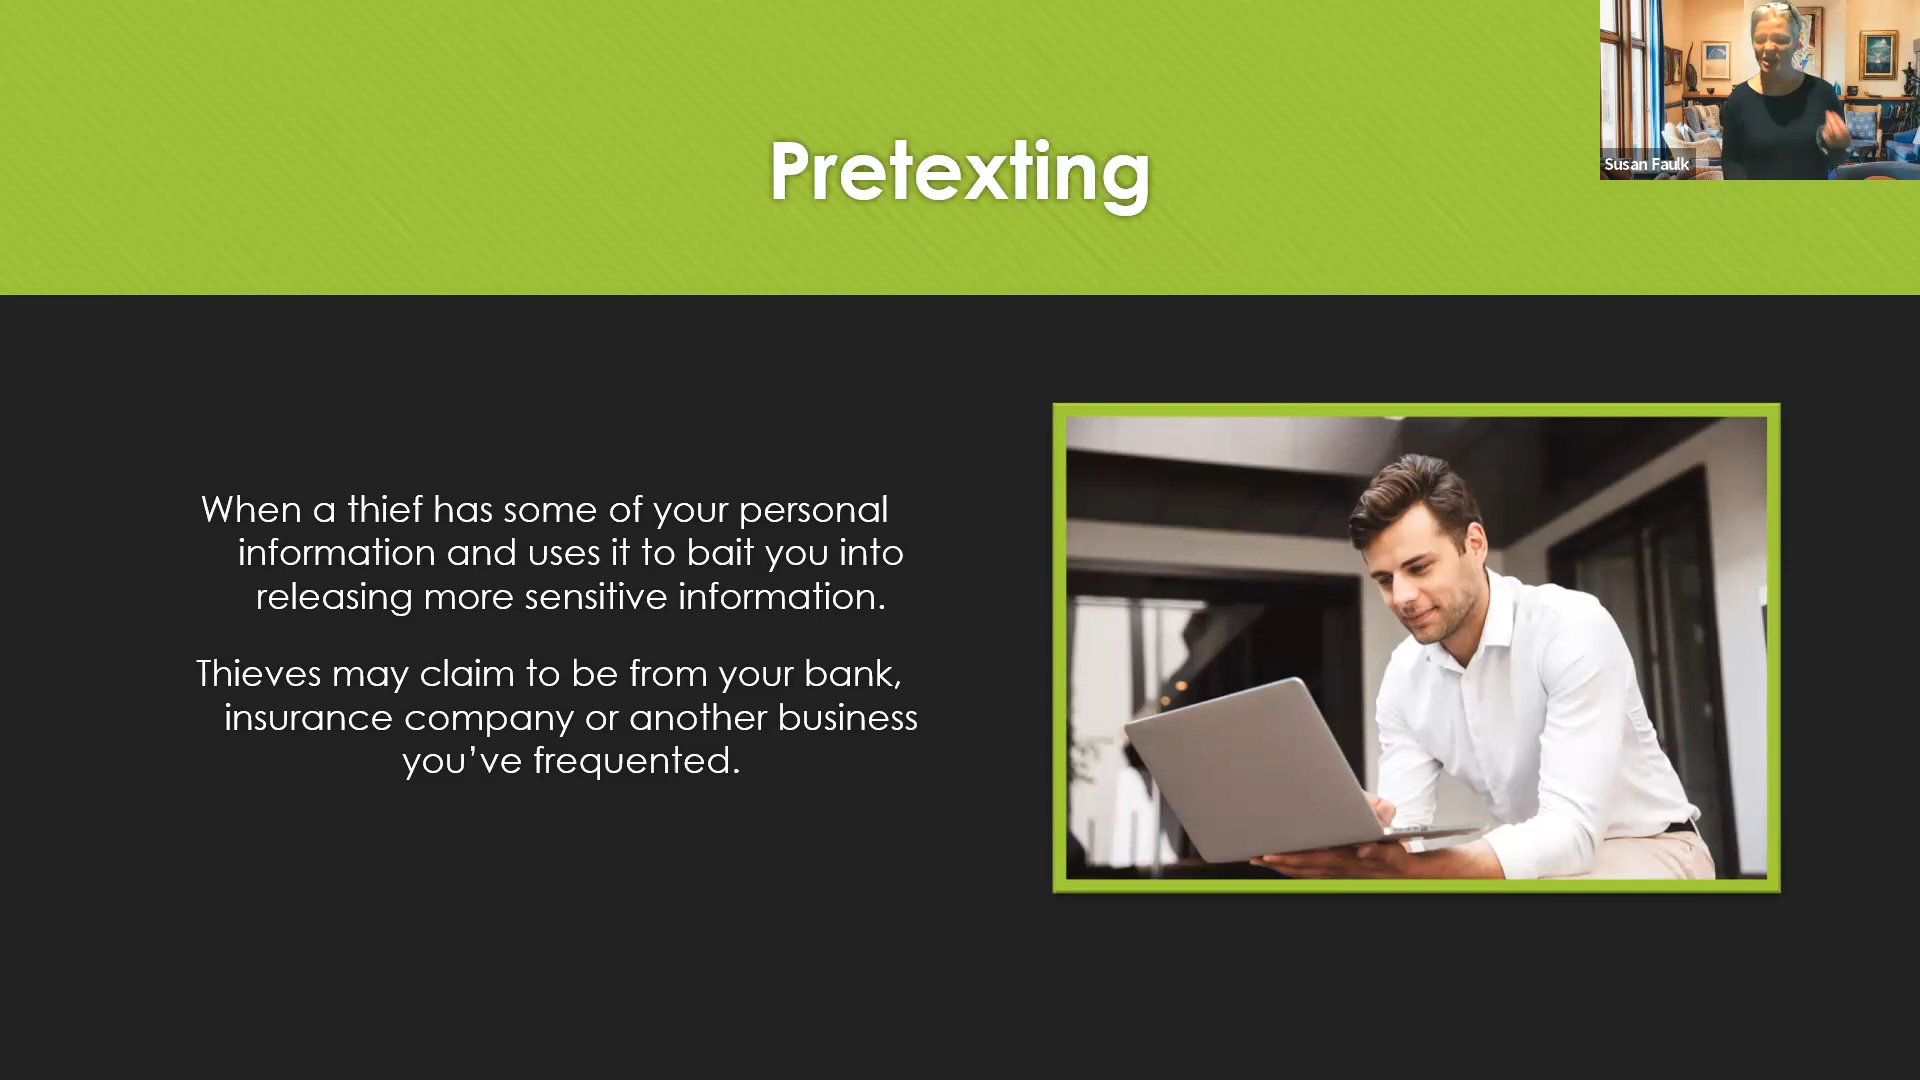 Pretexting
Susan Faulk
When a thief has some of your personal
information and uses it to bait you into
releasing more sensitive information.
Thieves may claim to be from your bank,
insurance company or another business
you’ve frequented.